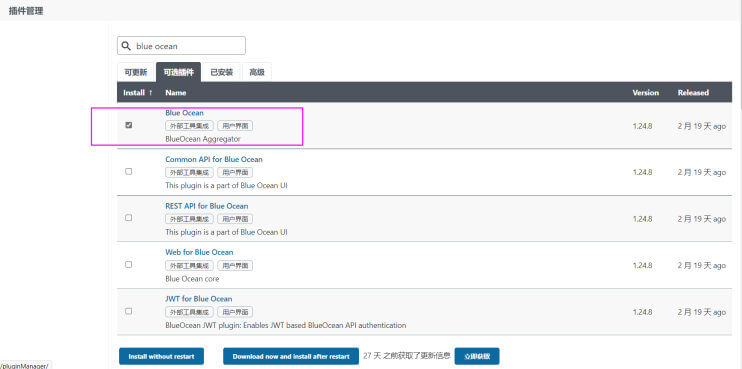 插件管理
blue ocean
可更新 可选插件 已安装 高级
Install ↑ Name Version Released
Blue Ocean
外部工具集成 用户界面
BlueOcean Aggregator
1.24.8 2 月 19 天 ago
Common API for Blue Ocean
外部工具集成 用户界面
This plugin is a part of Blue Ocean UI
1.24.8 2 月 19 天 ago
REST API for Blue Ocean
外部工具集成 用户界面
This plugin is a part of Blue Ocean UI
1.24.8 2 月 19 天 ago
Web for Blue Ocean
外部工具集成 用户界面
Blue Ocean core
1.24.8 2 月 19 天 ago
JWT for Blue Ocean
外部工具集成 用户界面
BlueOcean JWT plugin: Enables JWT based BlueOcean API authentication
1.24.8 2 月 19 天 ago
Install without restart Download now and install after restart 27 天 之前获取了更新信息 立即获取
/pluginManager/